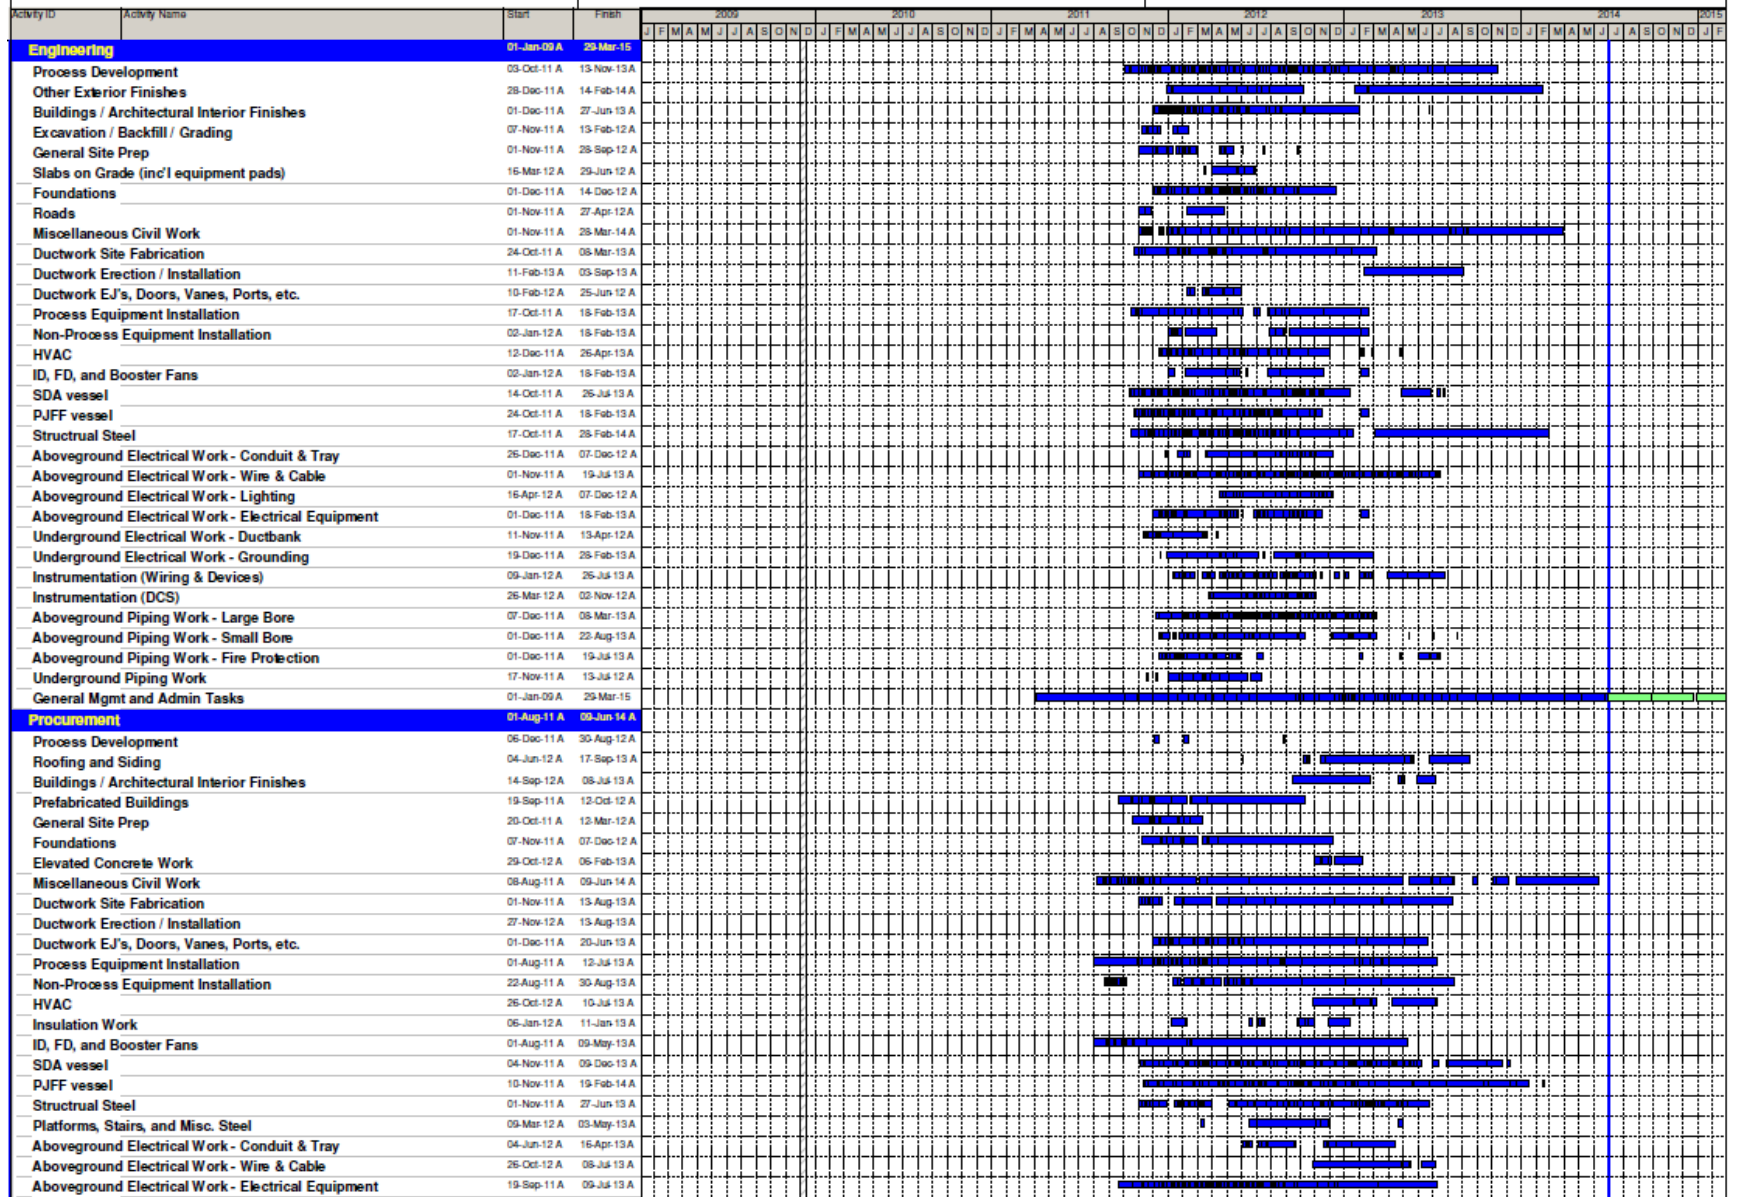 Activity ID Activity Name Start Finish 2009 2010 2011 2012 2013 2014 2015
J F M A M J J A S O N D J F M A M J J A S O N D J F M A M J J A S O N D J F M A M J J A S O N D J F M A M J J A S O N D J F M A M J J A S O N D J F
Engineering 01-Jan-09 A 29-Mar-15
Process Development 03-Oct-11 A 13-Nov-13 A
Other Exterior Finishes 28-Dec-11 A 14-Feb-14 A
Buildings / Architectural Interior Finishes 01-Dec-11 A 27-Jun-13 A
Excavation / Backfill / Grading 07-Nov-11 A 13-Feb-12 A
General Site Prep 01-Nov-11 A 28-Sep-12 A
Slabs on Grade (inc'l equipment pads) 16-Mar-12 A 29-Jun-12 A
Foundations 01-Dec-11 A 14-Dec-12 A
Roads 01-Nov-11 A 27-Apr-12 A
Miscellaneous Civil Work 01-Nov-11 A 28-Mar-14 A
Ductwork Site Fabrication 24-Oct-11 A 08-Mar-13 A
Ductwork Erection / Installation 11-Feb-13 A 03-Sep-13 A
Ductwork EJ's, Doors, Vanes, Ports, etc. 10-Feb-12 A 25-Jun-12 A
Process Equipment Installation 17-Oct-11 A 18-Feb-13 A
Non-Process Equipment Installation 02-Jan-12 A 18-Feb-13 A
HVAC 12-Dec-11 A 26-Apr-13 A
ID, FD, and Booster Fans 02-Jan-12 A 18-Feb-13 A
SDA vessel 14-Oct-11 A 26-Jul-13 A
PJFF vessel 24-Oct-11 A 18-Feb-13 A
Structrual Steel 17-Oct-11 A 28-Feb-14 A
Aboveground Electrical Work - Conduit & Tray 26-Dec-11 A 07-Dec-12 A
Aboveground Electrical Work - Wire & Cable 01-Nov-11 A 19-Jul-13 A
Aboveground Electrical Work - Lighting 16-Apr-12 A 07-Dec-12 A
Aboveground Electrical Work - Electrical Equipment 01-Dec-11 A 18-Feb-13 A
Underground Electrical Work - Ductbank 11-Nov-11 A 13-Apr-12 A
Underground Electrical Work - Grounding 19-Dec-11 A 28-Feb-13 A
Instrumentation (Wiring & Devices) 09-Jan-12 A 26-Jul-13 A
Instrumentation (DCS) 26-Mar-12 A 02-Nov-12 A
Aboveground Piping Work - Large Bore 07-Dec-11 A 08-Mar-13 A
Aboveground Piping Work - Small Bore 01-Dec-11 A 22-Aug-13 A
Aboveground Piping Work - Fire Protection 01-Dec-11 A 19-Jul-13 A
Underground Piping Work 17-Nov-11 A 13-Jul-12 A
General Mgmt and Admin Tasks 01-Jan-09 A 29-Mar-15
Procurement 01-Aug-11 A 09-Jun-14 A
Process Development 06-Dec-11 A 30-Aug-12 A
Roofing and Siding 04-Jun-12 A 17-Sep-13 A
Buildings / Architectural Interior Finishes 14-Sep-12 A 08-Jul-13 A
Prefabricated Buildings 19-Sep-11 A 12-Oct-12 A
General Site Prep 20-Oct-11 A 12-Mar-12 A
Foundations 07-Nov-11 A 07-Dec-12 A
Elevated Concrete Work 29-Oct-12 A 06-Feb-13 A
Miscellaneous Civil Work 08-Aug-11 A 09-Jun-14 A
Ductwork Site Fabrication 01-Nov-11 A 13-Aug-13 A
Ductwork Erection / Installation 27-Nov-12 A 13-Aug-13 A
Ductwork EJ's, Doors, Vanes, Ports, etc. 01-Dec-11 A 20-Jun-13 A
Process Equipment Installation 01-Aug-11 A 12-Jul-13 A
Non-Process Equipment Installation 22-Aug-11 A 30-Aug-13 A
HVAC 26-Oct-12 A 10-Jul-13 A
Insulation Work 06-Jan-12 A 11-Jan-13 A
ID, FD, and Booster Fans 01-Aug-11 A 09-May-13 A
SDA vessel 04-Nov-11 A 09-Dec-13 A
PJFF vessel 10-Nov-11 A 19-Feb-14 A
Structrual Steel 01-Nov-11 A 27-Jun-13 A
Platforms, Stairs, and Misc. Steel 09-Mar-12 A 03-May-13 A
Aboveground Electrical Work - Conduit & Tray 04-Jun-12 A 16-Apr-13 A
Aboveground Electrical Work - Wire & Cable 26-Oct-12 A 08-Jul-13 A
Aboveground Electrical Work - Electrical Equipment 19-Sep-11 A 09-Jul-13 A